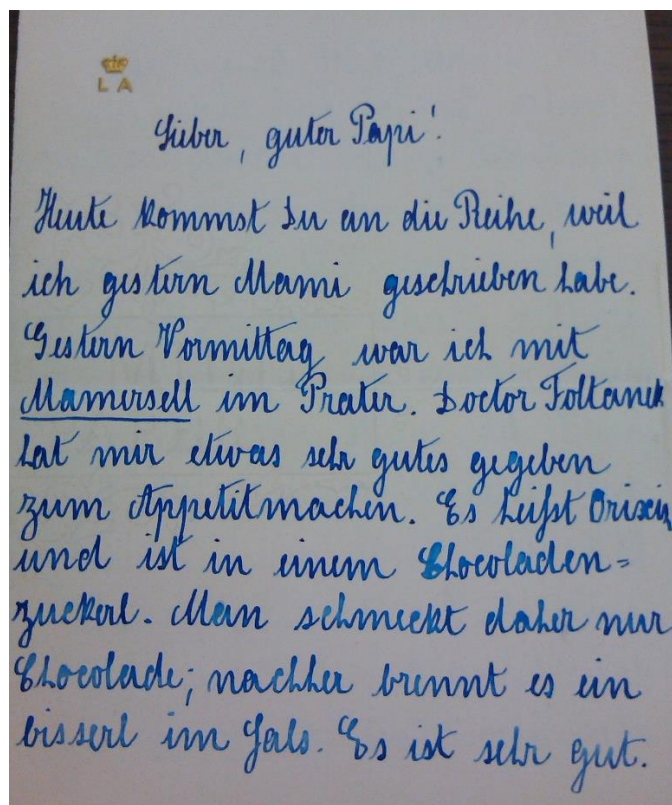 L A
Lieber, guter Papi!
Heute kommst Du an die Reihe, weil
ich gestern Mami geschrieben habe.
Gestern Vormittag war ich mit
Mamersell im Prater. Doctor Foltanek
hat mir etwas sehr gutes gegeben
zum Appetitmachen. Es heißt Orixin
und ist in einem Chocoladen=
zuckerl. Man schmeckt daher nur
Chocolade; nachher brennt es ein
bisserl im Hals. Es ist sehr gut.